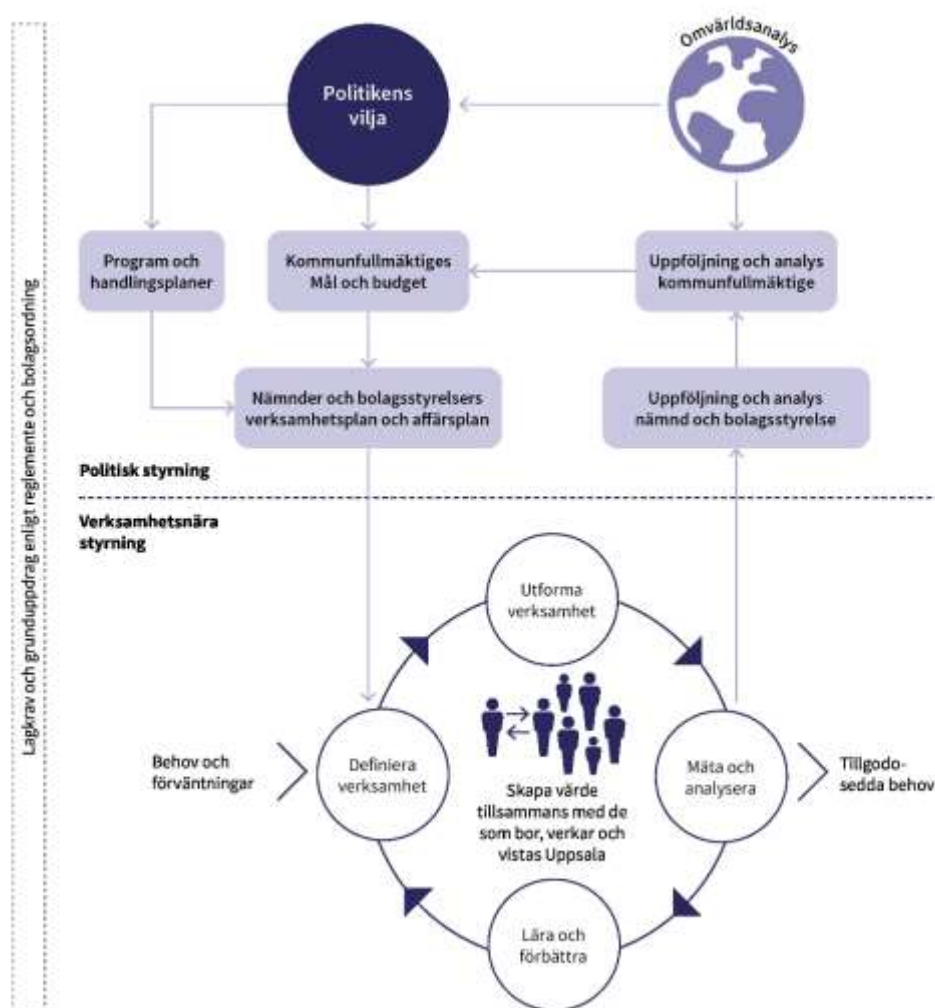 Omvärldsanalys
Politikens
vilja
Program och
handlingsplaner
Kommunfullmäktiges
Mål och budget
Uppföljning och analys
kommunfullmäktige
Nämnder och bolagsstyrelsers
verksamhetsplan och affärsplan
Uppföljning och analys
nämnd och bolagsstyrelse
Politisk styrning
Verksamhetsnära
styrning
Lagkrav och grunduppdrag enligt reglemente och bolagsordning
Utforma
verksamhet
Behov och
förväntningar
Definiera
verksamhet
Skapa värde
tillsammans med de
som bor, verkar och
vistas Uppsala
Mäta och
analysera
Tillgodo-
sedda behov
Lära och
förbättra